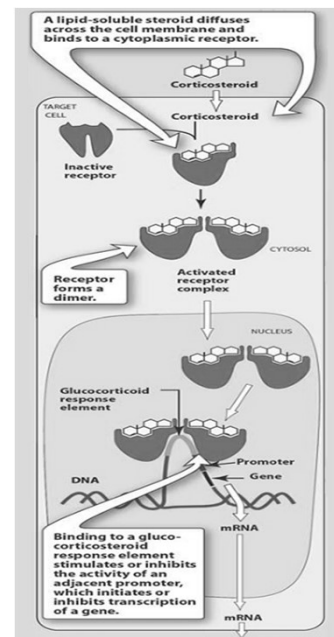 A lipid-soluble steroid diffuses
across the cell membrane and
binds to a cytoplasmic receptor.
Corticosteroid
TARGET
CELL
Corticosteroid
Inactive
receptor
CYTOSOL
Receptor
forms a
dimer.
Activated
receptor
complex
NUCLEUS
Glucocorticoid
response
element
Promoter
DNA
Gene
mRNA
Binding to a gluco-
corticosteroid
response element
stimulates or inhibits
the activity of an
adjacent promoter,
which initiates or
inhibits transcription
of a gene.
mRNA